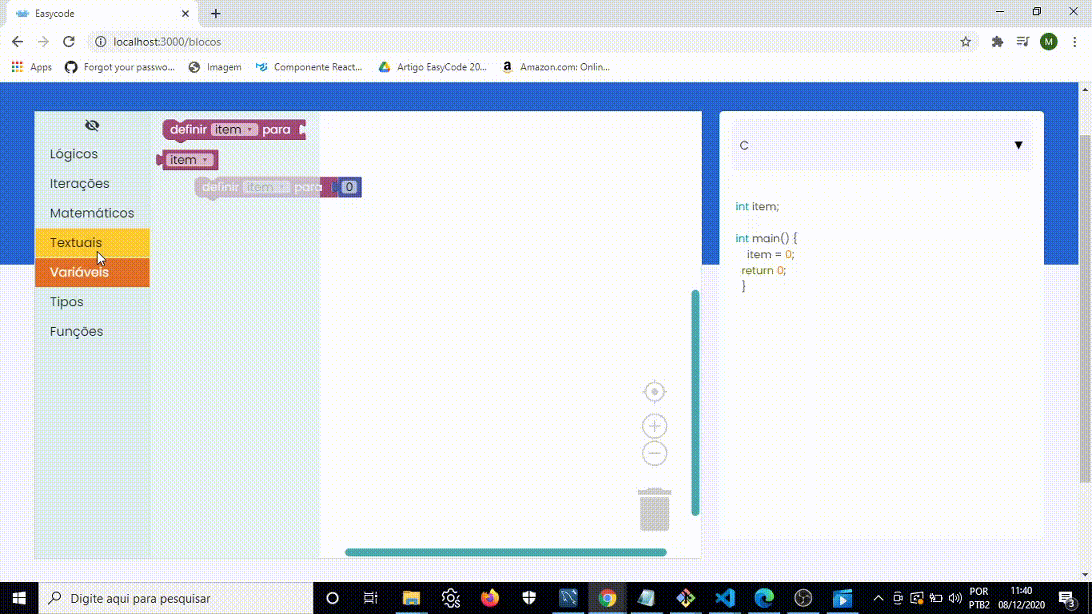 Easycode
localhost:3000/blocos
M
Apps
Forgot your passwo...
Imagem
Componente React...
Artigo EasyCode 20...
Amazon.com: Onlin...
definir item para
item
definir item para 0
Lógicos
Iterações
Matemáticos
Textuais
Variáveis
Tipos
Funções
C
int item;
int main() {
item = 0;
return 0;
}
Digite aqui para pesquisar
POR
PTB2
11:40
08/12/2020
3